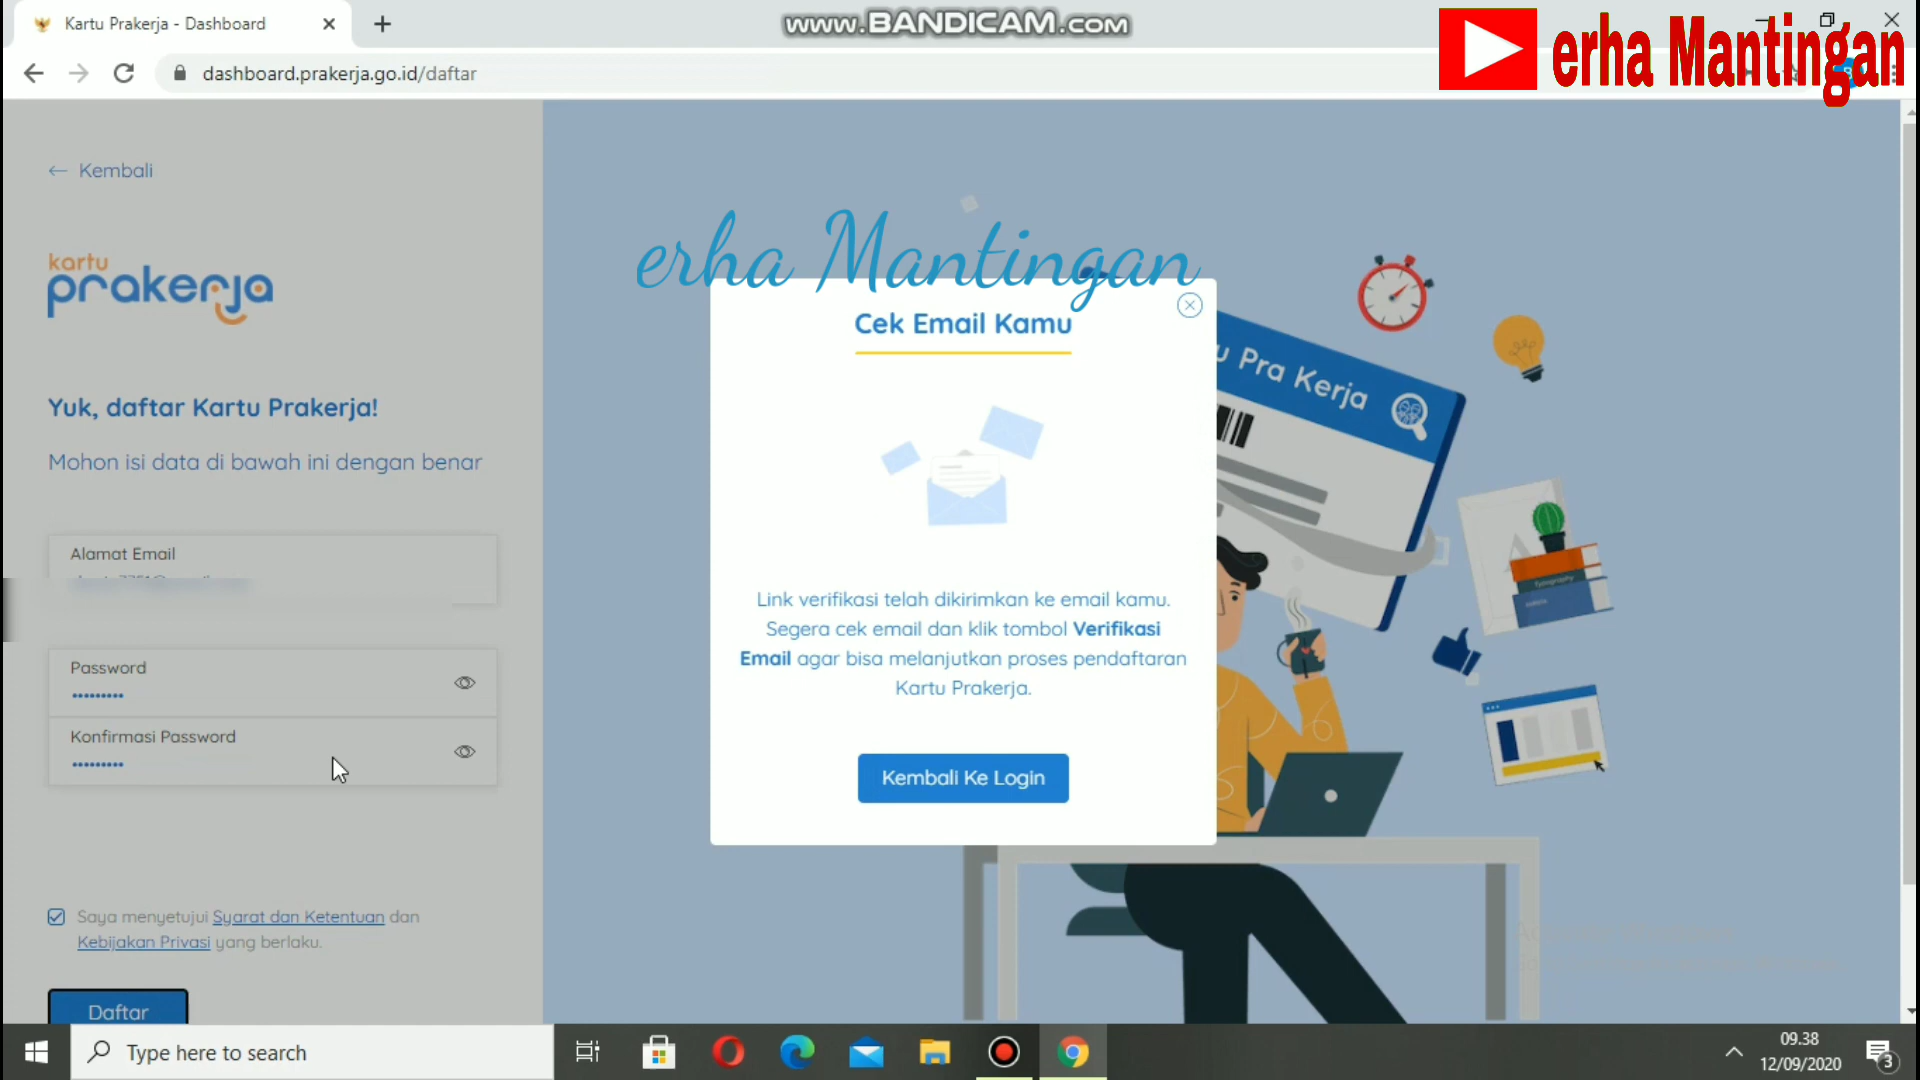 Kartu Prakerja - Dashboard
www.BANDICAM.com
erha Mantingan
dashboard.prakerja.go.id/daftar
Kembali
kartu
prakerja
Yuk, daftar Kartu Prakerja!
Mohon isi data di bawah ini dengan benar
Alamat Email
Password
Konfirmasi Password
Saya menyetujui Syarat dan Ketentuan dan
Kebijakan Privasi yang berlaku.
Daftar
erha Mantingan
Cek Email Kamu
Link verifikasi telah dikirimkan ke email kamu.
Segera cek email dan klik tombol Verifikasi
Email agar bisa melanjutkan proses pendaftaran
Kartu Prakerja.
Kembali Ke Login
u Pra Kerja
Typography
Type here to search
09.38
12/09/2020
3